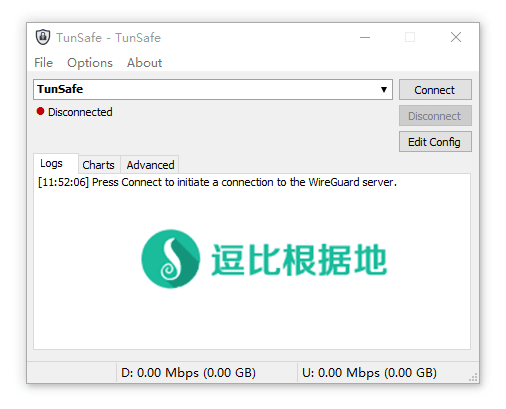 TunSafe - TunSafe
File Options About
TunSafe Connect
Disconnected Disconnect
Edit Config
Logs Charts Advanced
[11:52:06] Press Connect to initiate a connection to the WireGuard server.
逗比根据地
D: 0.00 Mbps (0.00 GB) U: 0.00 Mbps (0.00 GB)